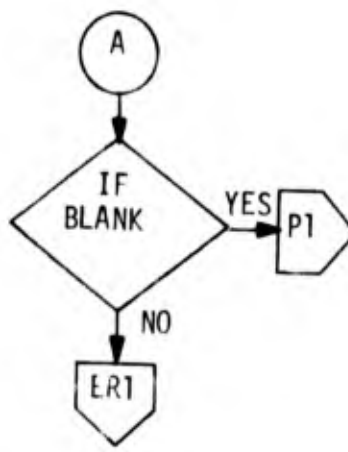 A
IF
BLANK
YES
P1
NO
ER1